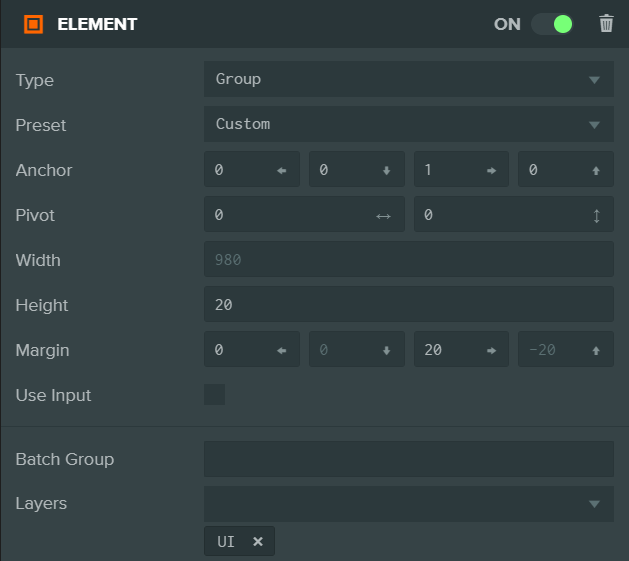 ELEMENT ON
Type Group
Preset Custom
Anchor 0 0 1 0
Pivot 0 0
Width 980
Height 20
Margin 0 0 20 -20
Use Input
Batch Group
Layers
UI ×